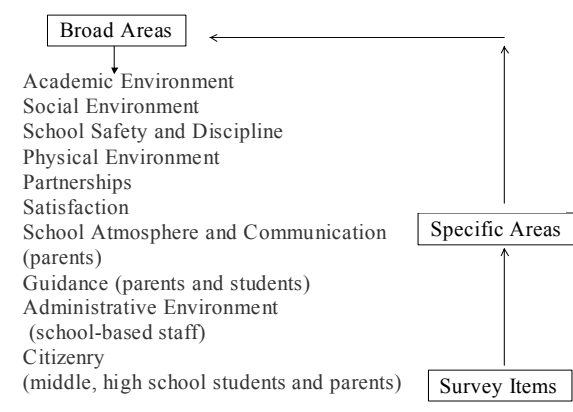 Broad Areas
Academic Environment
Social Environment
School Safety and Discipline
Physical Environment
Partnerships
Satisfaction
School Atmosphere and Communication
(parents)
Guidance (parents and students)
Administrative Environment
(school-based staff)
Citizenry
(middle, high school students and parents)
Specific Areas
Survey Items